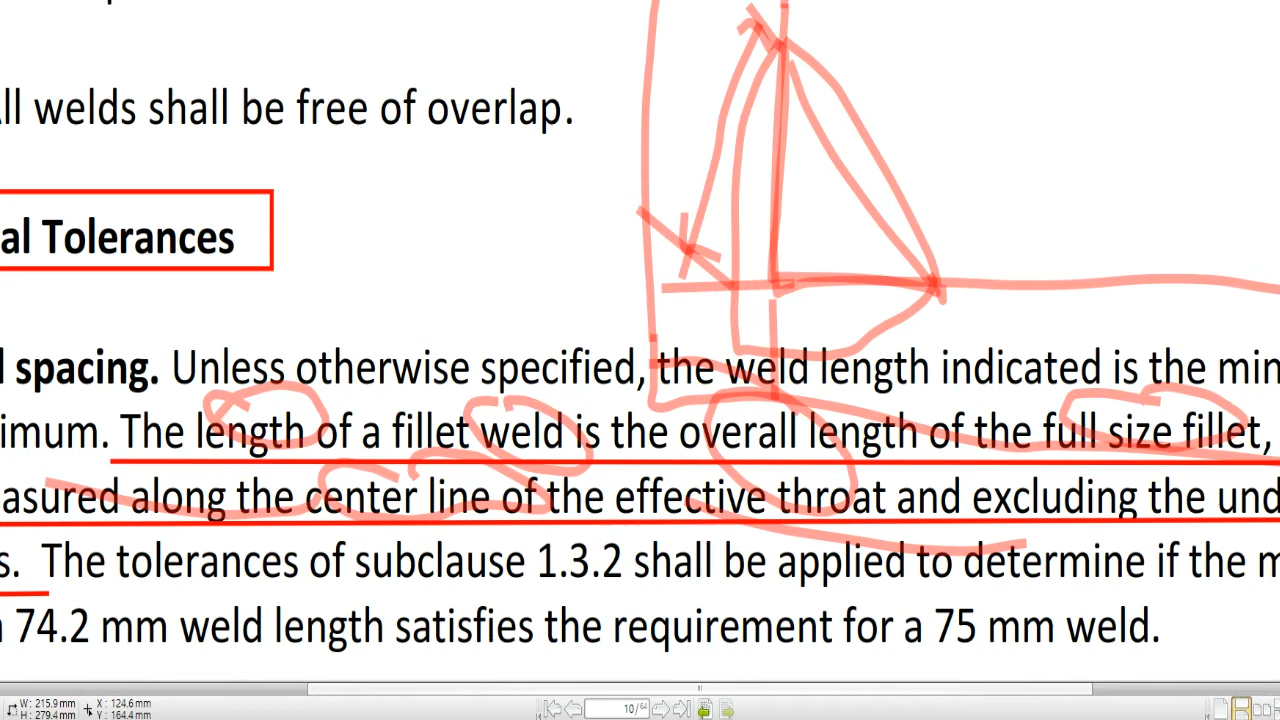 All welds shall be free of overlap.
al Tolerances
spacing. Unless otherwise specified, the weld length indicated is the min
imum. The length of a fillet weld is the overall length of the full size fillet,
asured along the center line of the effective throat and excluding the und
s. The tolerances of subclause 1.3.2 shall be applied to determine if the m
74.2 mm weld length satisfies the requirement for a 75 mm weld.
W: 215.9 mm X: 124.6 mm 10/64
H: 279.4 mm Y: 164.4 mm